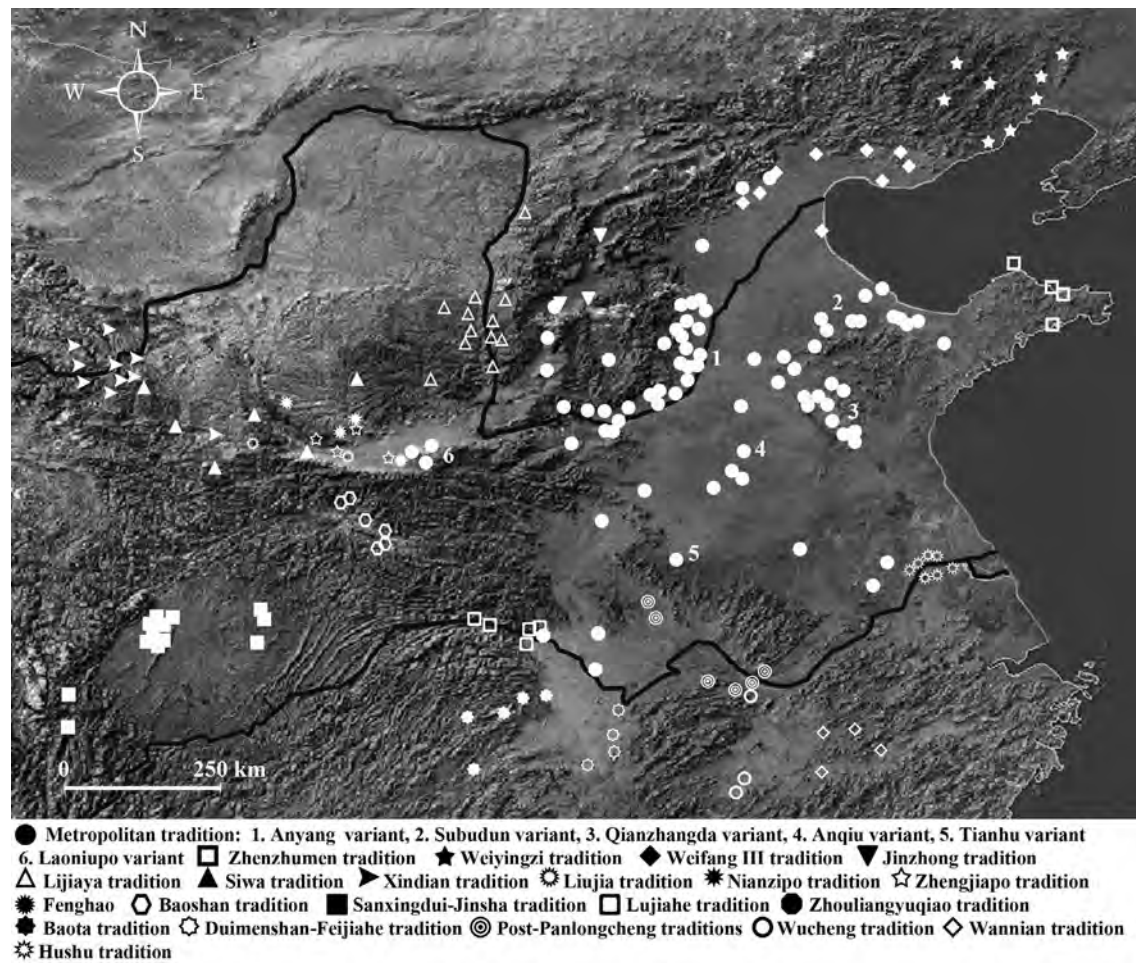 N
W E
S
1
2
3
4
5
6
0 250 km
Metropolitan tradition: 1. Anyang variant, 2. Subudun variant, 3. Qianzhangda variant, 4. Anqiu variant, 5. Tianhu variant
6. Laoniupo variant Zhenzhumen tradition Weiyingzi tradition Weifang III tradition Jinzhong tradition
Lijiaya tradition Siwa tradition Xindian tradition Liujia tradition Nianzipo tradition Zhengjiapo tradition
Fenghao Baoshan tradition Sanxingdui-Jinsha tradition Lujiahe tradition Zhouliangyuqiao tradition
Baota tradition Duimenshan-Feijiahe tradition Post-Panlongcheng traditions Wucheng tradition Wannian tradition
Hushu tradition